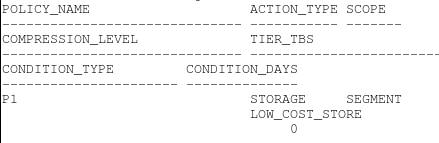 POLICY_NAME ACTION_TYPE SCOPE
------------------------------ ----------- -------
COMPRESSION_LEVEL TIER_TBS
------------------------------ ------------------------------
CONDITION_TYPE CONDITION_DAYS
---------------------- --------------
P1 STORAGE SEGMENT
LOW_COST_STORE
0